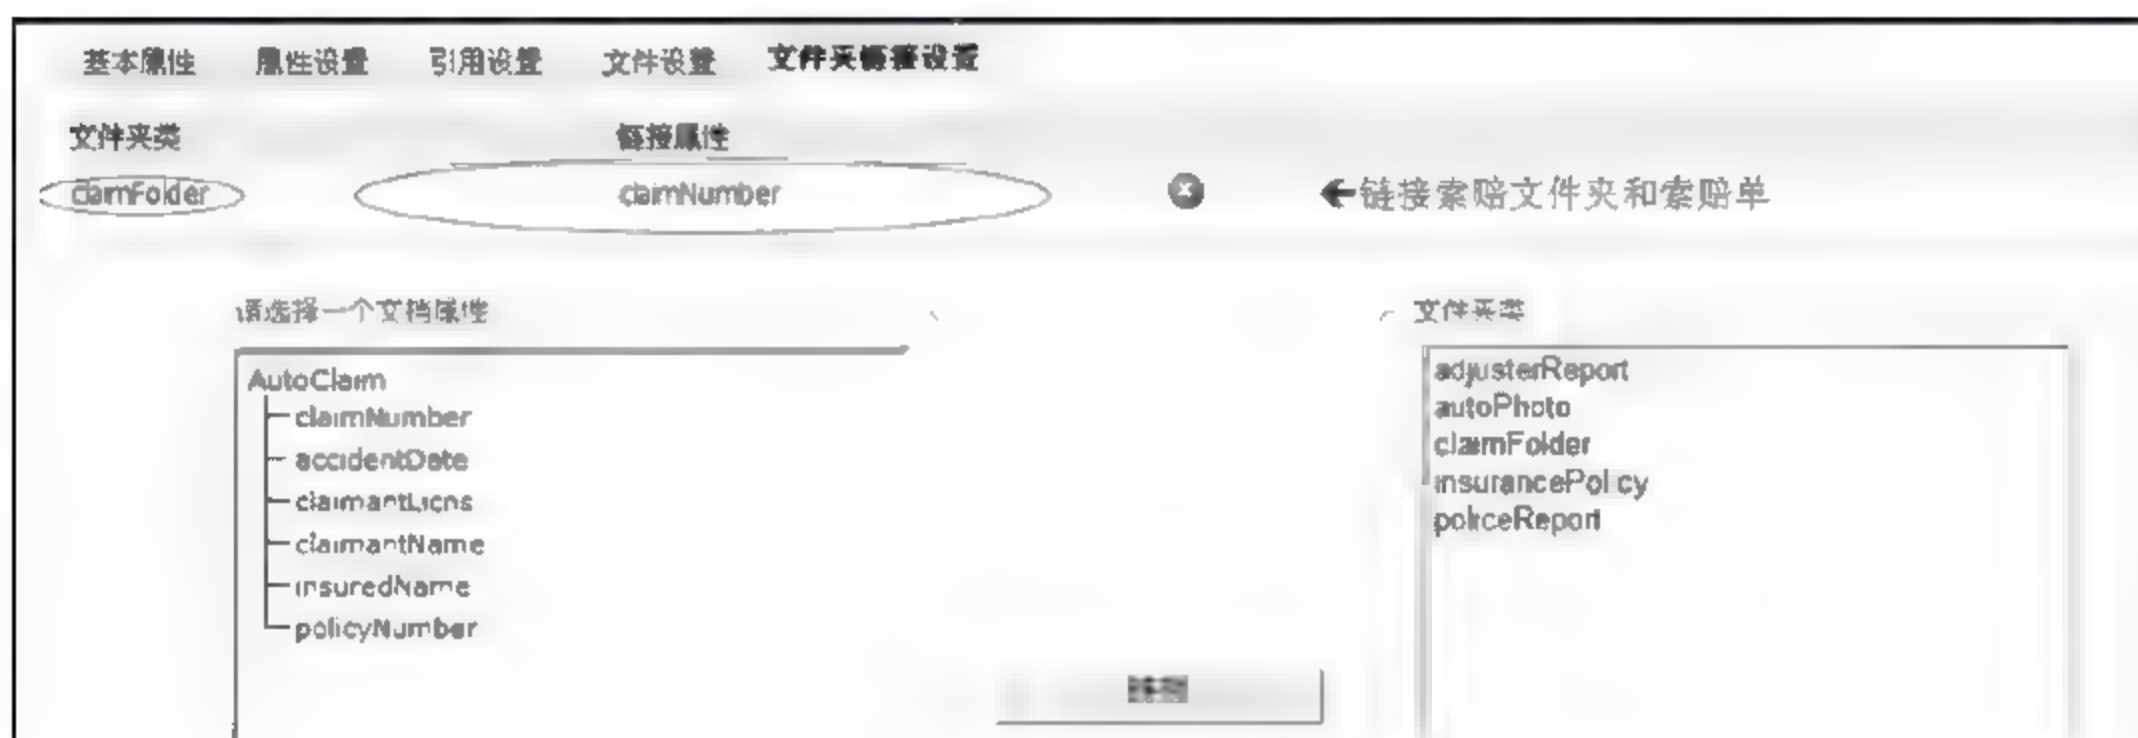 基本属性 属性设置 引用设置 文件设置 文件夹链接设置
文件夹类 链接属性
claimFolder claimNumber ←链接索赔文件夹和索赔单
请选择一个文档属性 文件夹类
AutoClaim
claimNumber
accidentDate
claimantLicns
claimantName
insuredName
policyNumber
adjusterReport
autoPhoto
claimFolder
insurancePolicy
policeReport